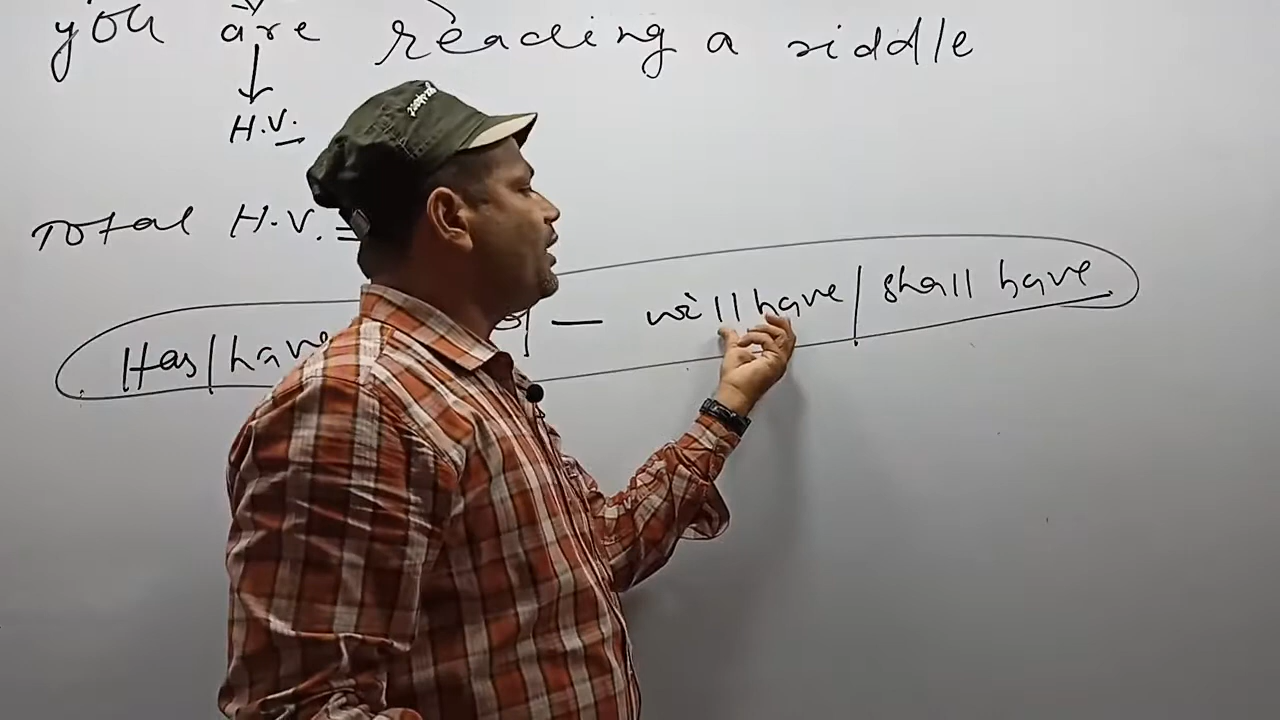 you are reading a riddle
H.V.
Total H.V. =
Has/have — will have/shall have